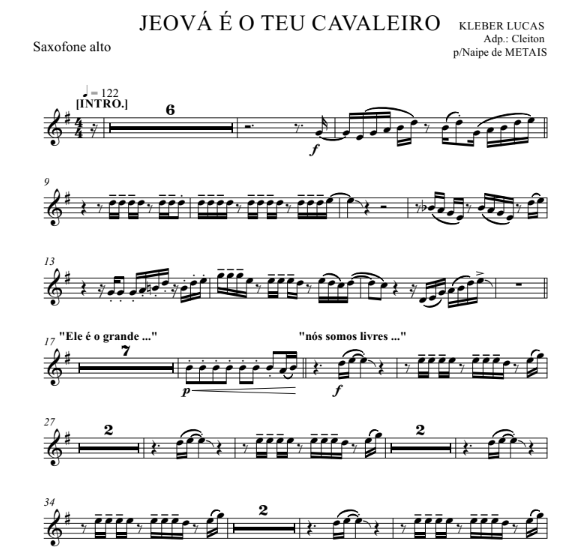 JEOVÁ É O TEU CAVALEIRO
KLEBER LUCAS
Adp.: Cleiton
p/Naipe de METAIS
Saxofone alto
♩ = 122
[INTRO.]
6
f
9
13
"Ele é o grande ..."
"nós somos livres ..."
17
7
p
f
27
2
2
34
2